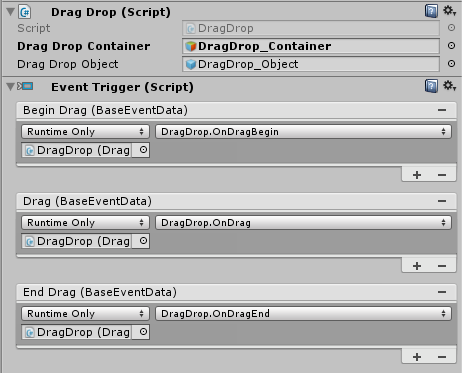 Drag Drop (Script)
Script DragDrop
Drag Drop Container DragDrop_Container
Drag Drop Object DragDrop_Object
Event Trigger (Script)
Begin Drag (BaseEventData)
Runtime Only DragDrop.OnDragBegin
DragDrop (Drag
Drag (BaseEventData)
Runtime Only DragDrop.OnDrag
DragDrop (Drag
End Drag (BaseEventData)
Runtime Only DragDrop.OnDragEnd
DragDrop (Drag